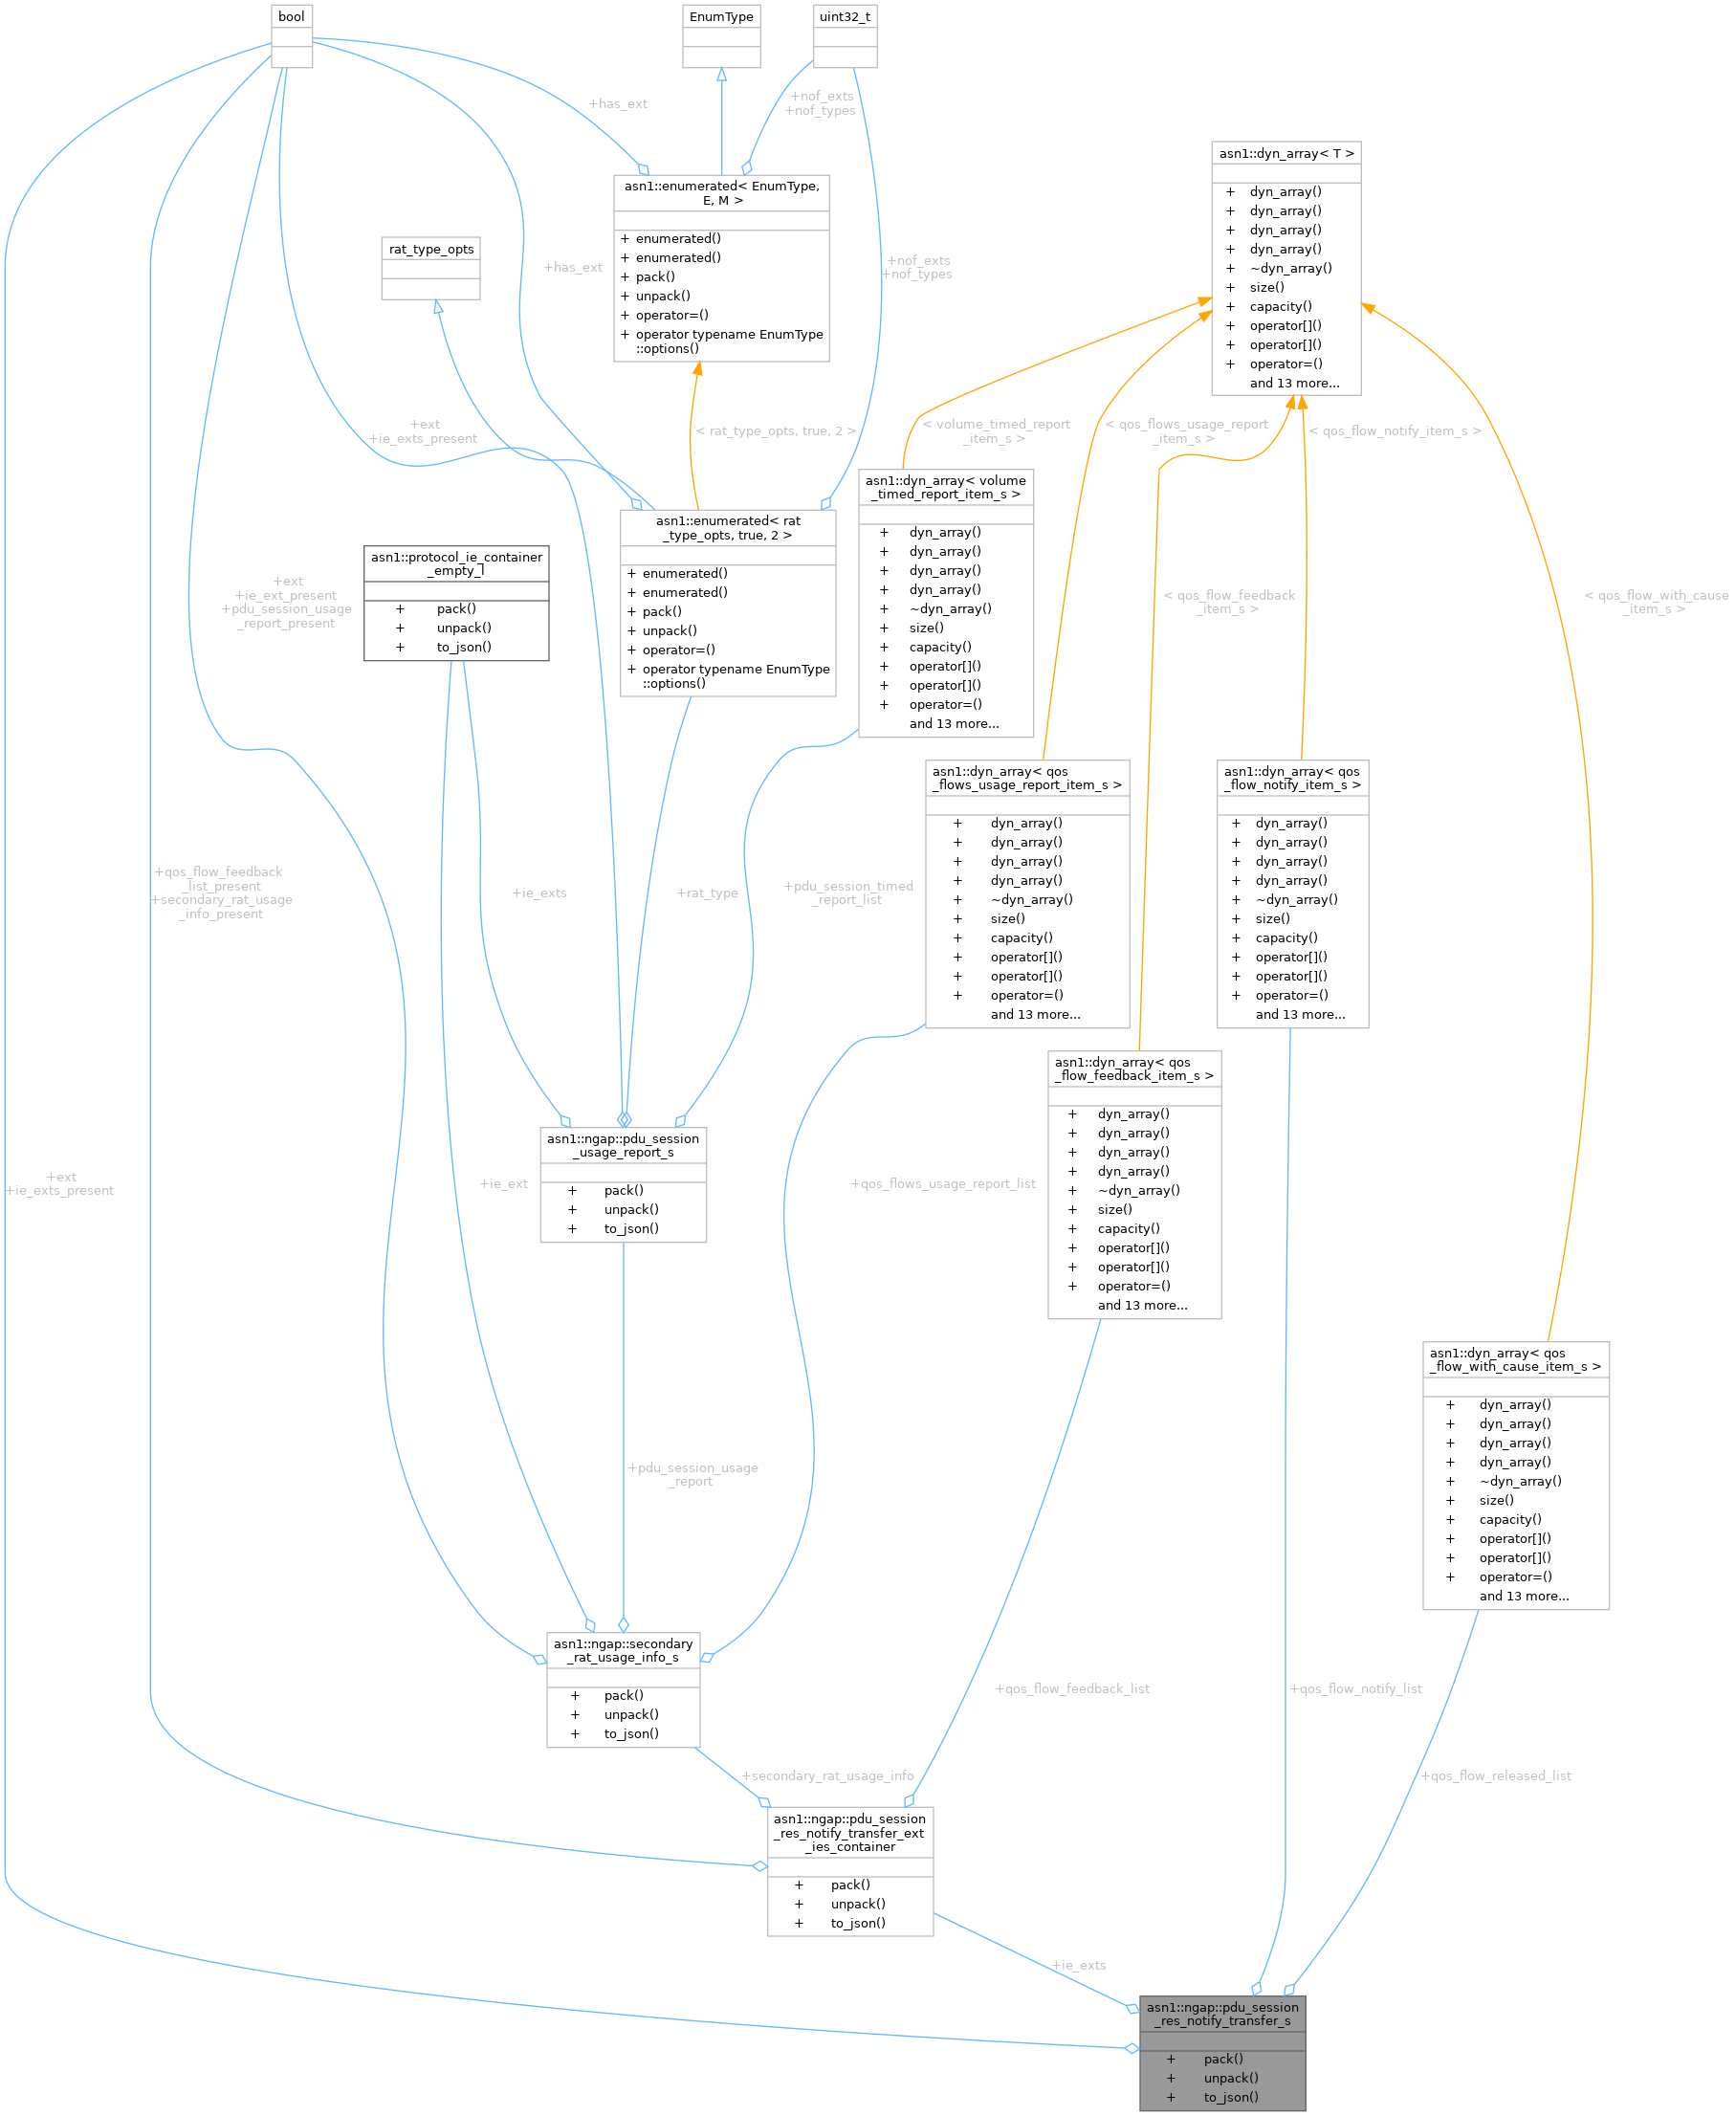 bool
EnumType
uint32_t
+has_ext
+nof_exts
+nof_types
asn1::dyn_array< T >
+ dyn_array()
+ dyn_array()
+ dyn_array()
+ dyn_array()
+ ~dyn_array()
+ size()
+ capacity()
+ operator[]()
+ operator[]()
+ operator=()
and 13 more...
asn1::enumerated< EnumType,
E, M >
+ enumerated()
+ enumerated()
+ pack()
+ unpack()
+ operator=()
+ operator typename EnumType
::options()
rat_type_opts
+has_ext
+nof_exts
+nof_types
+ext
+ie_exts_present
< rat_type_opts, true, 2 >
< volume_timed_report
_item_s >
< qos_flows_usage_report
_item_s >
< qos_flow_notify_item_s >
asn1::dyn_array< volume
_timed_report_item_s >
+ dyn_array()
+ dyn_array()
+ dyn_array()
+ dyn_array()
+ ~dyn_array()
+ size()
+ capacity()
+ operator[]()
+ operator[]()
+ operator=()
and 13 more...
asn1::enumerated< rat
_type_opts, true, 2 >
+ enumerated()
+ enumerated()
+ pack()
+ unpack()
+ operator=()
+ operator typename EnumType
::options()
asn1::protocol_ie_container
_empty_l
+ pack()
+ unpack()
+ to_json()
+ext
+ie_ext_present
+pdu_session_usage
_report_present
< qos_flow_feedback
_item_s >
< qos_flow_with_cause
_item_s >
asn1::dyn_array< qos
_flows_usage_report_item_s >
+ dyn_array()
+ dyn_array()
+ dyn_array()
+ dyn_array()
+ ~dyn_array()
+ size()
+ capacity()
+ operator[]()
+ operator[]()
+ operator=()
and 13 more...
asn1::dyn_array< qos
_flow_notify_item_s >
+ dyn_array()
+ dyn_array()
+ dyn_array()
+ dyn_array()
+ ~dyn_array()
+ size()
+ capacity()
+ operator[]()
+ operator[]()
+ operator=()
and 13 more...
+qos_flow_feedback
_list_present
+secondary_rat_usage
_info_present
+ie_exts
+rat_type
+pdu_session_timed
_report_list
asn1::dyn_array< qos
_flow_feedback_item_s >
+ dyn_array()
+ dyn_array()
+ dyn_array()
+ dyn_array()
+ ~dyn_array()
+ size()
+ capacity()
+ operator[]()
+ operator[]()
+ operator=()
and 13 more...
asn1::ngap::pdu_session
_usage_report_s
+ pack()
+ unpack()
+ to_json()
+ext
+ie_exts_present
+ie_ext
+qos_flows_usage_report_list
asn1::dyn_array< qos
_flow_with_cause_item_s >
+ dyn_array()
+ dyn_array()
+ dyn_array()
+ dyn_array()
+ ~dyn_array()
+ size()
+ capacity()
+ operator[]()
+ operator[]()
+ operator=()
and 13 more...
+pdu_session_usage
_report
asn1::ngap::secondary
_rat_usage_info_s
+ pack()
+ unpack()
+ to_json()
+qos_flow_feedback_list
+qos_flow_notify_list
+secondary_rat_usage_info
+qos_flow_released_list
asn1::ngap::pdu_session
_res_notify_transfer_ext
_ies_container
+ pack()
+ unpack()
+ to_json()
+ie_exts
asn1::ngap::pdu_session
_res_notify_transfer_s
+ pack()
+ unpack()
+ to_json()